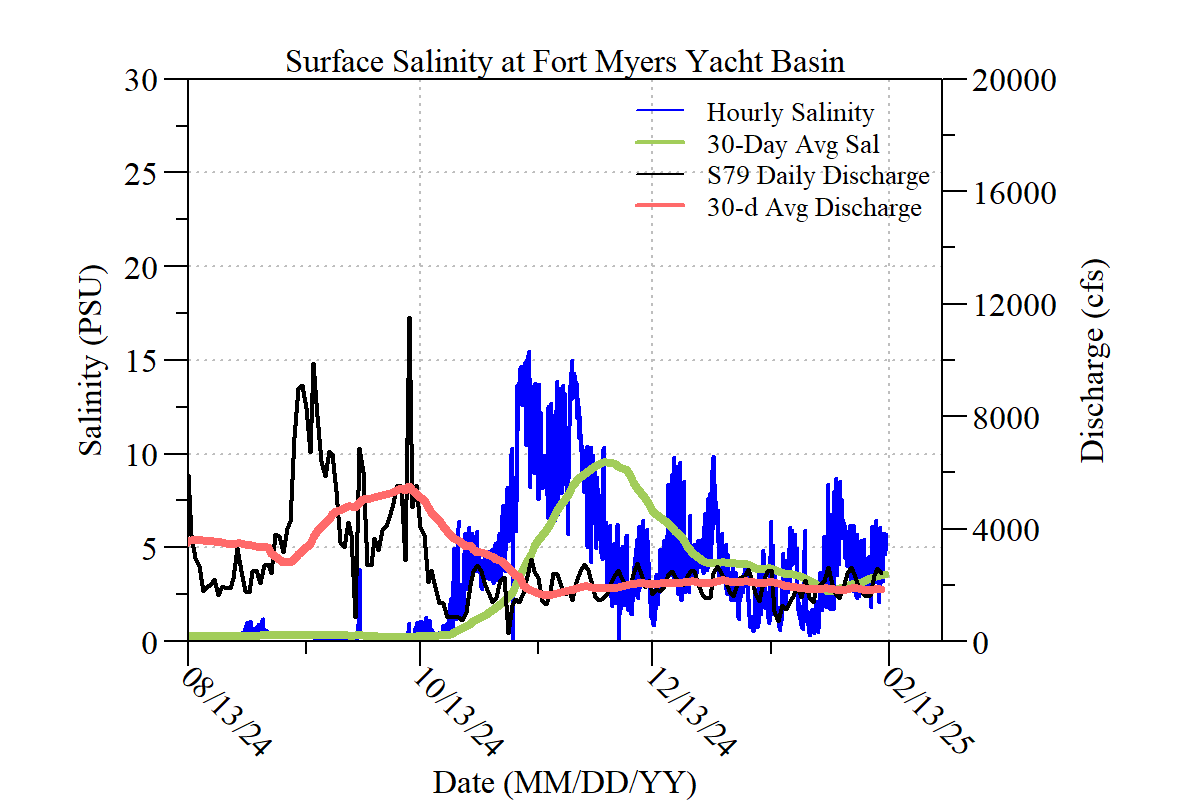 Surface Salinity at Fort Myers Yacht Basin
30
25
20
15
10
5
0
Salinity (PSU)
Hourly Salinity
30-Day Avg Sal
S79 Daily Discharge
30-d Avg Discharge
20000
16000
12000
8000
4000
0
Discharge (cfs)
08/13/24
10/13/24
12/13/24
02/13/25
Date (MM/DD/YY)